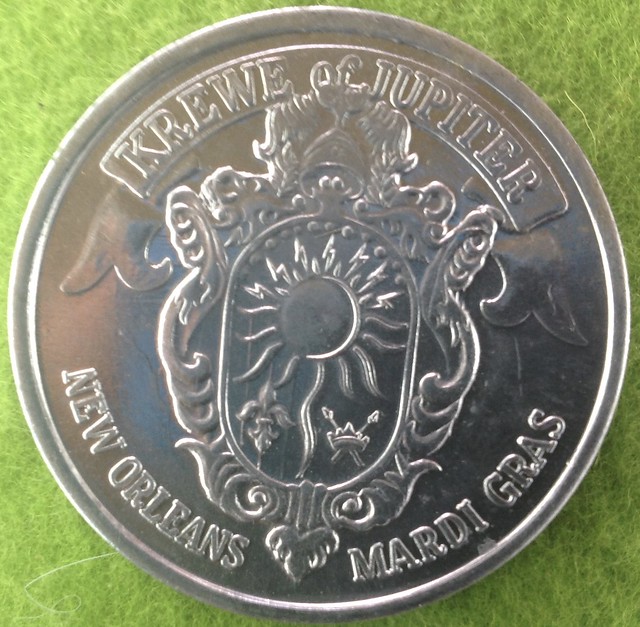 KREWE of JUPITER
NEW ORLEANS
MARDI GRAS